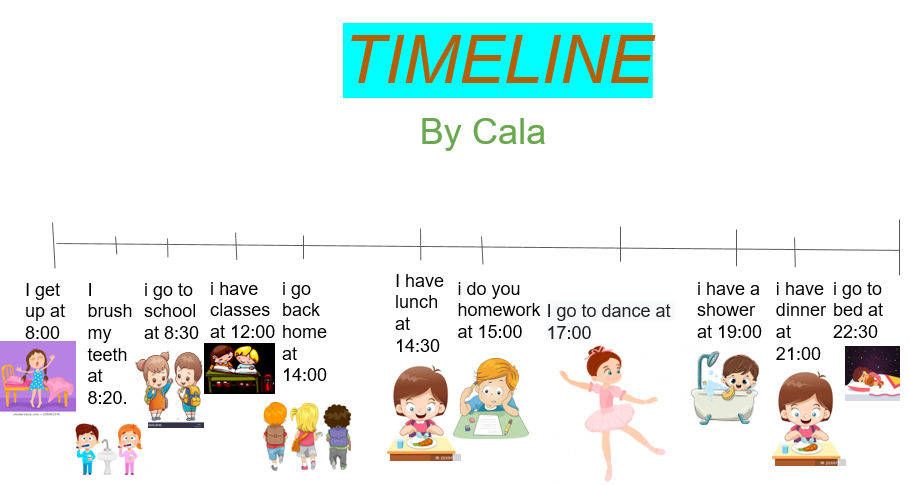 TIMELINE
By Cala
I get
up at
8:00
I
brush
my
teeth
at
8:20.
i go to
school
at 8:30
i have
classes
at 12:00
i go
back
home
at
14:00
I have
lunch
at
14:30
i do you
homework
at 15:00
I go to dance at
17:00
i have a
shower
at 19:00
i have
dinner
at
21:00
i go to
bed at
22:30